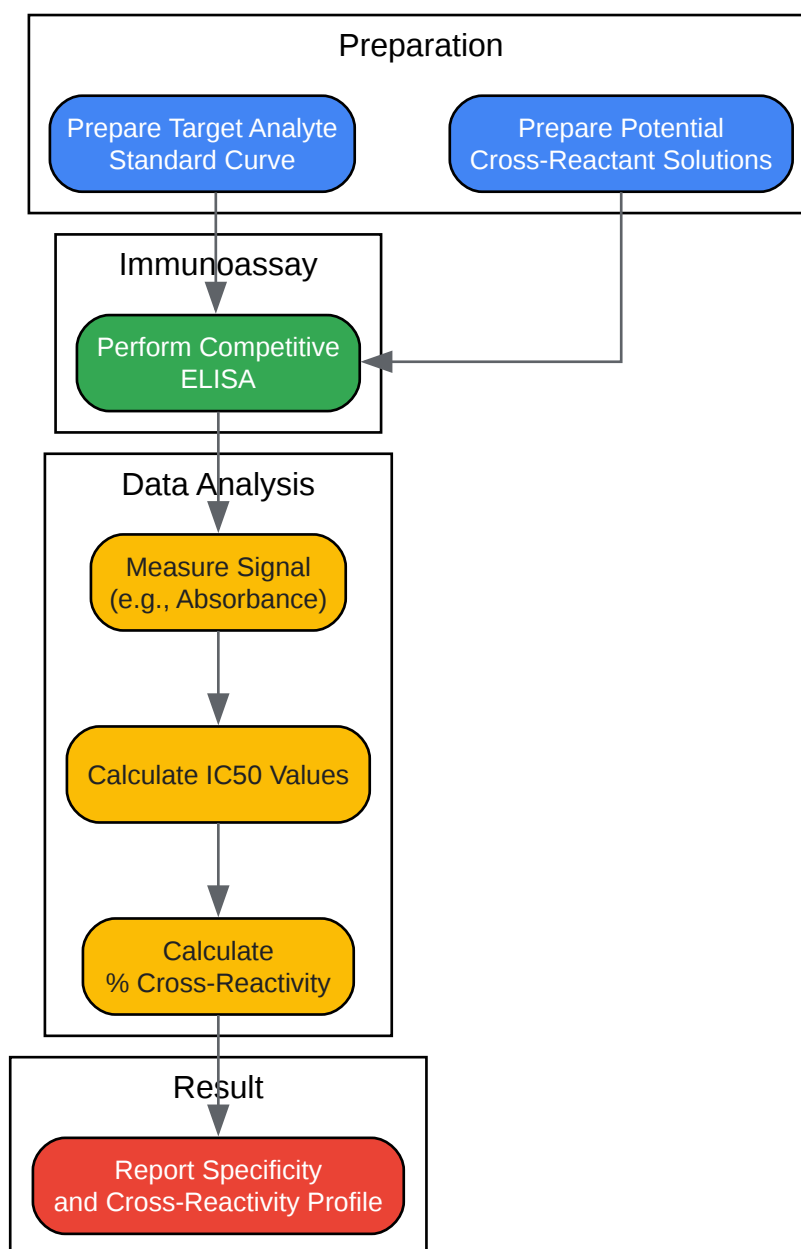 Preparation
Prepare Target Analyte
Standard Curve
Prepare Potential
Cross-Reactant Solutions
Immunoassay
Perform Competitive
ELISA
Data Analysis
Measure Signal
(e.g., Absorbance)
Calculate IC50 Values
Calculate
% Cross-Reactivity
Result
Report Specificity
and Cross-Reactivity Profile